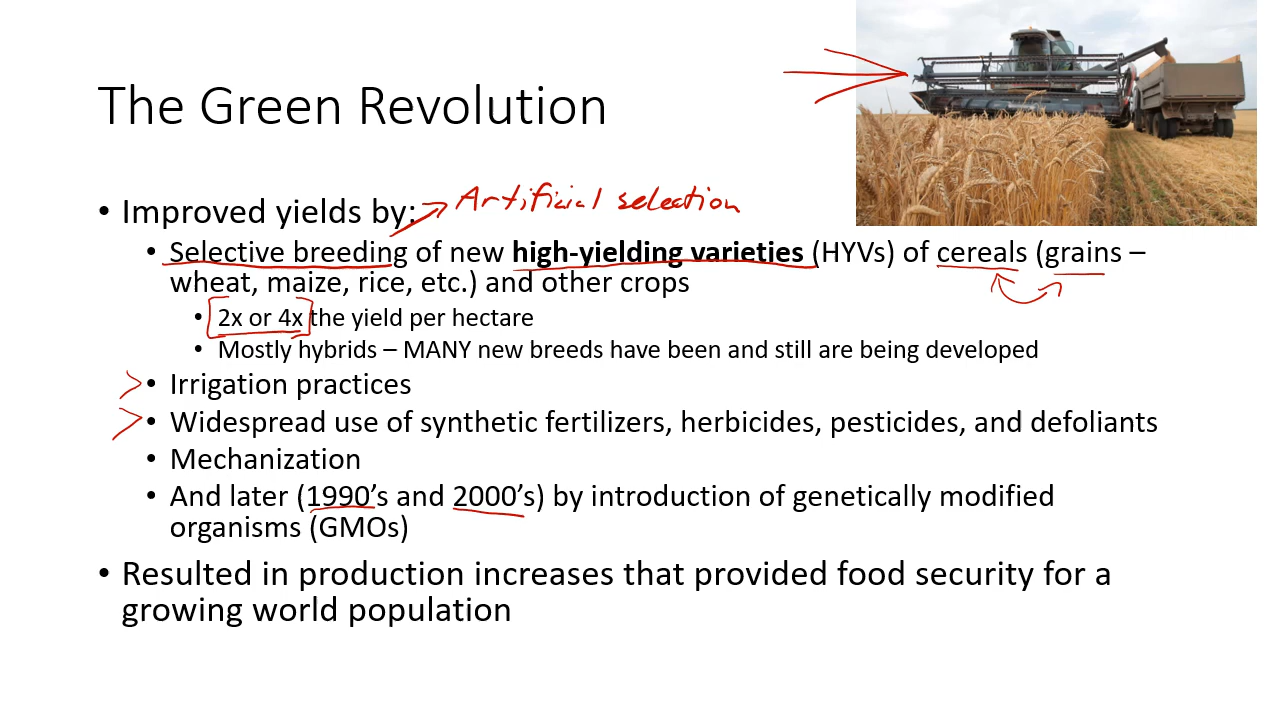 The Green Revolution
• Improved yields by: Artificial selection
• Selective breeding of new high-yielding varieties (HYVs) of cereals (grains –
wheat, maize, rice, etc.) and other crops
• 2x or 4x the yield per hectare
• Mostly hybrids – MANY new breeds have been and still are being developed
• Irrigation practices
• Widespread use of synthetic fertilizers, herbicides, pesticides, and defoliants
• Mechanization
• And later (1990’s and 2000’s) by introduction of genetically modified
organisms (GMOs)
• Resulted in production increases that provided food security for a
growing world population